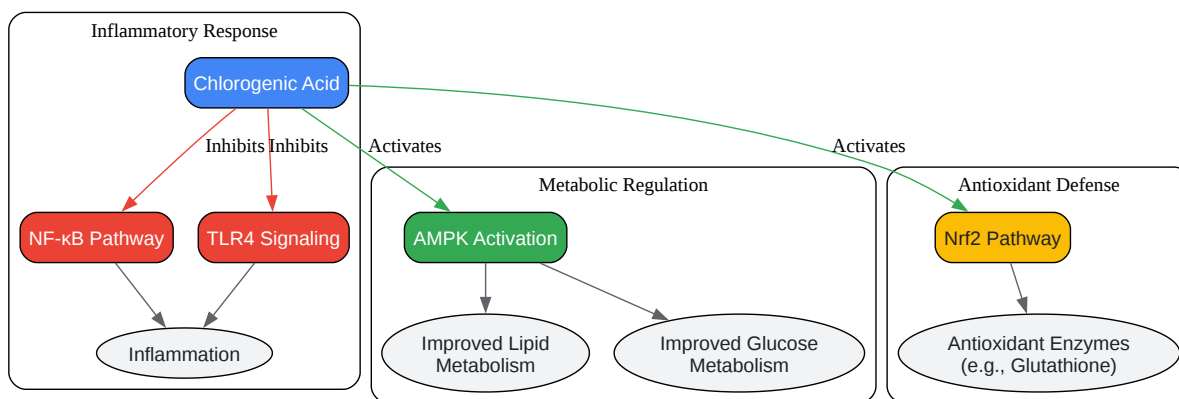 Inflammatory Response
Chlorogenic Acid
Inhibits
Inhibits
Activates
Activates
Metabolic Regulation
Antioxidant Defense
NF-κB Pathway
TLR4 Signaling
AMPK Activation
Nrf2 Pathway
Inflammation
Improved Lipid
Metabolism
Improved Glucose
Metabolism
Antioxidant Enzymes
(e.g., Glutathione)